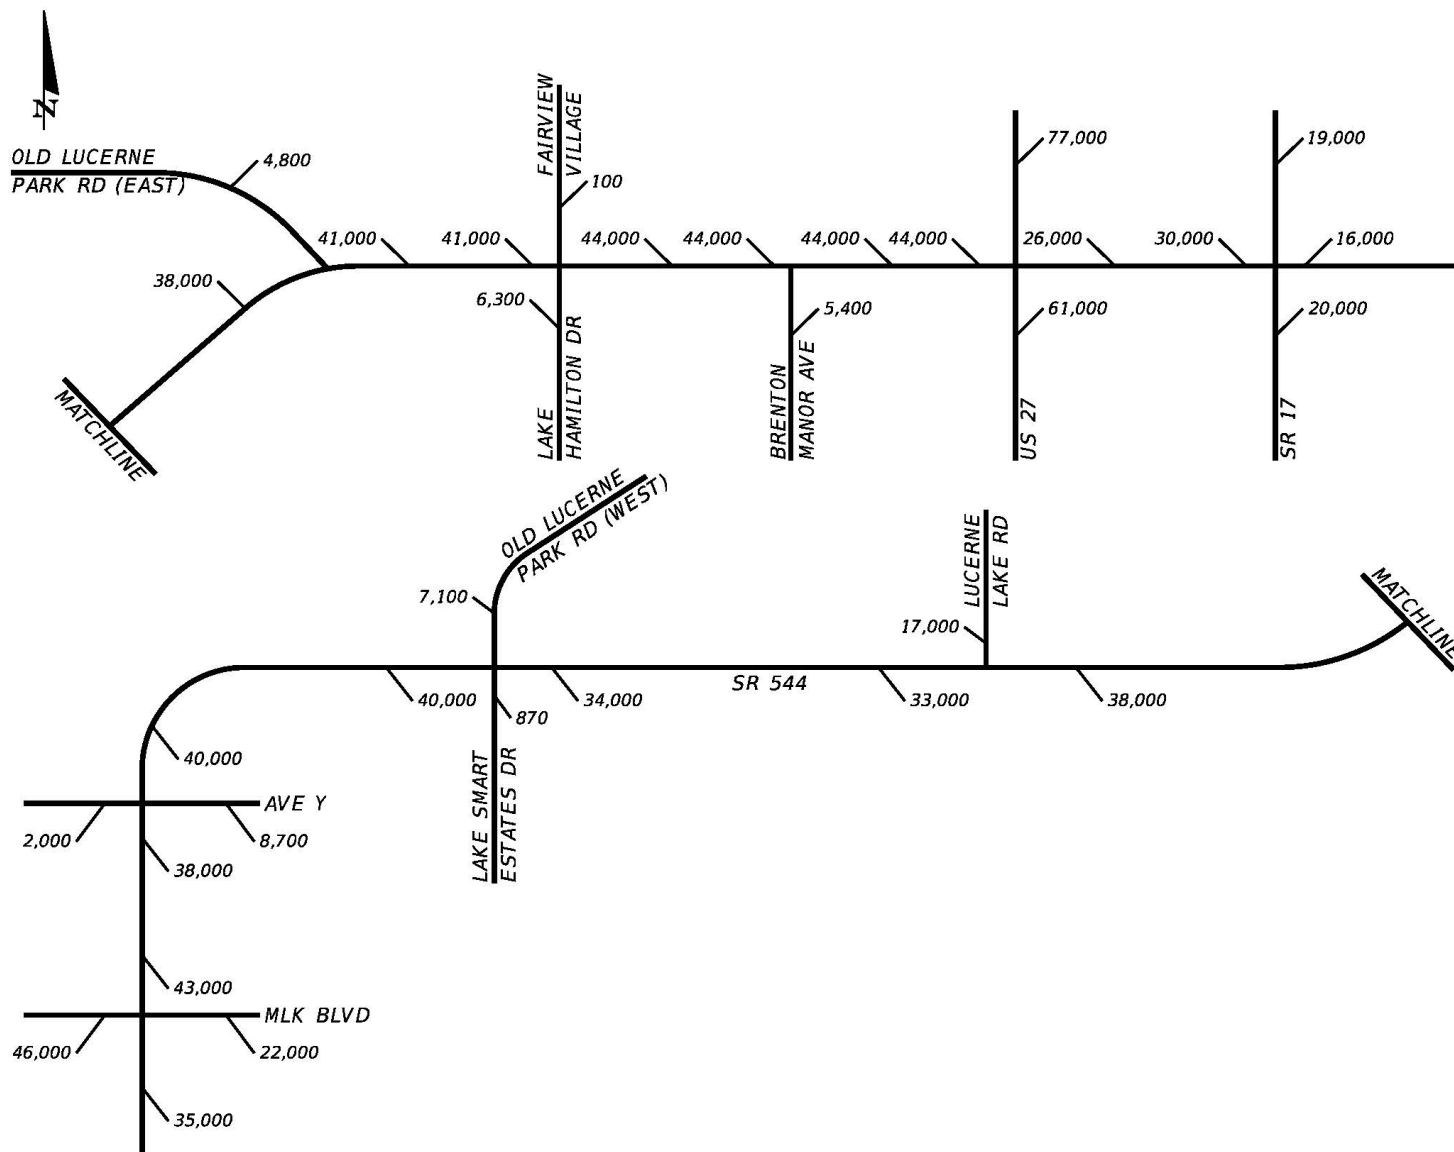 N
OLD LUCERNE
PARK RD (EAST)
4,800
FAIRVIEW
VILLAGE
100
77,000
19,000
41,000
41,000
44,000
44,000
44,000
44,000
26,000
30,000
16,000
38,000
6,300
5,400
61,000
20,000
MATCHLINE
LAKE
HAMILTON DR
BRENTON
MANOR AVE
US 27
SR 17
OLD LUCERNE
PARK RD (WEST)
7,100
LUCERNE
LAKE RD
17,000
MATCHLINE
40,000
34,000
SR 544
33,000
38,000
870
LAKE SMART
ESTATES DR
40,000
AVE Y
2,000
8,700
38,000
43,000
MLK BLVD
46,000
22,000
35,000